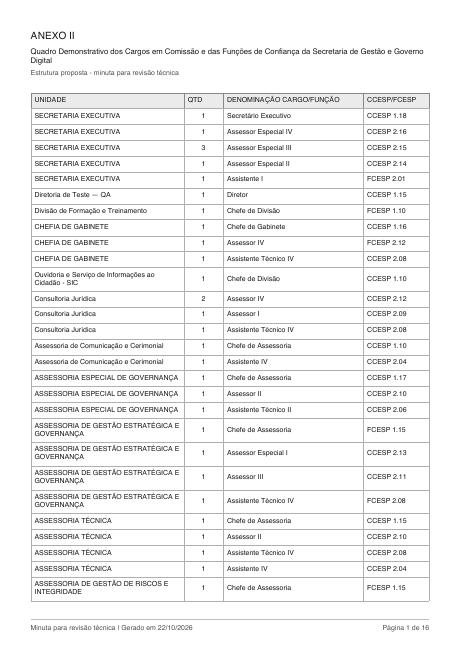 ANEXO II
Quadro Demonstrativo dos Cargos em Comissão e das Funções de Confiança da Secretaria de Gestão e Governo
Digital
Estrutura proposta - minuta para revisão técnica
UNIDADE QTD DENOMINAÇÃO CARGO/FUNÇÃO CCESP/FCESP
SECRETARIA EXECUTIVA 1 Secretário Executivo CCESP 1.18
SECRETARIA EXECUTIVA 1 Assessor Especial IV CCESP 2.16
SECRETARIA EXECUTIVA 3 Assessor Especial III CCESP 2.15
SECRETARIA EXECUTIVA 1 Assessor Especial II CCESP 2.14
SECRETARIA EXECUTIVA 1 Assistente I FCESP 2.01
Diretoria de Teste — QA 1 Diretor CCESP 1.15
Divisão de Formação e Treinamento 1 Chefe de Divisão FCESP 1.10
CHEFIA DE GABINETE 1 Chefe de Gabinete CCESP 1.16
CHEFIA DE GABINETE 1 Assessor IV FCESP 2.12
CHEFIA DE GABINETE 1 Assistente Técnico IV CCESP 2.08
Ouvidoria e Serviço de Informações ao
Cidadão - SIC 1 Chefe de Divisão CCESP 1.10
Consultoria Jurídica 2 Assessor IV CCESP 2.12
Consultoria Jurídica 1 Assessor I CCESP 2.09
Consultoria Jurídica 1 Assistente Técnico IV CCESP 2.08
Assessoria de Comunicação e Cerimonial 1 Chefe de Assessoria CCESP 1.10
Assessoria de Comunicação e Cerimonial 1 Assistente IV CCESP 2.04
ASSESSORIA ESPECIAL DE GOVERNANÇA 1 Chefe de Assessoria CCESP 1.17
ASSESSORIA ESPECIAL DE GOVERNANÇA 1 Assessor II CCESP 2.10
ASSESSORIA ESPECIAL DE GOVERNANÇA 1 Assistente Técnico II CCESP 2.06
ASSESSORIA DE GESTÃO ESTRATÉGICA E
GOVERNANÇA 1 Chefe de Assessoria FCESP 1.15
ASSESSORIA DE GESTÃO ESTRATÉGICA E
GOVERNANÇA 1 Assessor Especial I CCESP 2.13
ASSESSORIA DE GESTÃO ESTRATÉGICA E
GOVERNANÇA 1 Assessor III CCESP 2.11
ASSESSORIA DE GESTÃO ESTRATÉGICA E
GOVERNANÇA 1 Assistente Técnico IV FCESP 2.08
ASSESSORIA TÉCNICA 1 Chefe de Assessoria CCESP 1.15
ASSESSORIA TÉCNICA 1 Assessor II CCESP 2.10
ASSESSORIA TÉCNICA 1 Assistente Técnico IV CCESP 2.08
ASSESSORIA TÉCNICA 1 Assistente IV CCESP 2.04
ASSESSORIA DE GESTÃO DE RISCOS E
INTEGRIDADE 1 Chefe de Assessoria FCESP 1.15
Minuta para revisão técnica | Gerado em 22/10/2026 Página 1 de 16